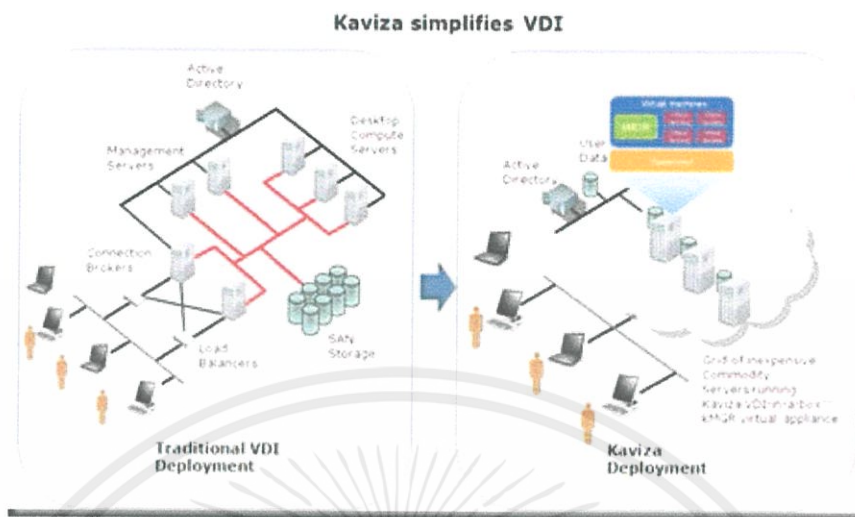 Kaviza simplifies VDI
Active
Directory
Management
Servers
Desktop
Compute
Servers
Connection
Brokers
Load
Balancers
SAN
Storage
Traditional VDI
Deployment
Virtual Machines
User
Data
Active
Directory
Grid of inexpensive
Commodity
Servers running
Kaviza VDI-in-a-box™
kMGR virtual appliance
Kaviza
Deployment